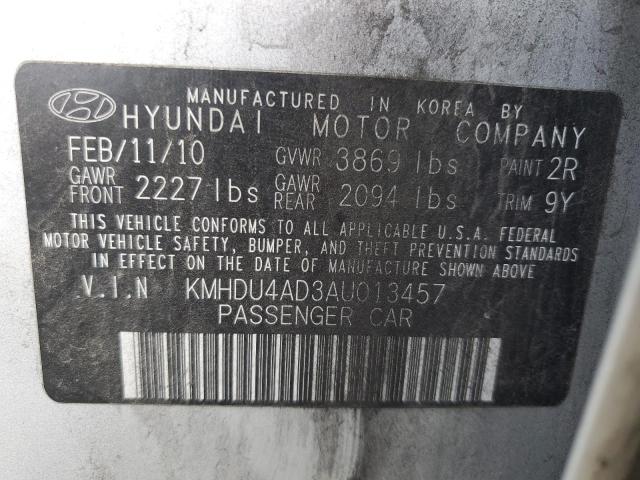 MANUFACTURED IN KOREA BY
HYUNDAI MOTOR COMPANY
FEB/11/10 GVWR 3869 lbs PAINT 2R
GAWR FRONT 2227 lbs GAWR REAR 2094 lbs TRIM 9Y
THIS VEHICLE CONFORMS TO ALL APPLICABLE U.S.A. FEDERAL
MOTOR VEHICLE SAFETY, BUMPER, AND THEFT PREVENTION STANDARDS
IN EFFECT ON THE DATE OF MANUFACTURE SHOWN ABOVE.
V.I.N KMHDU4AD3AU013457
PASSENGER CAR